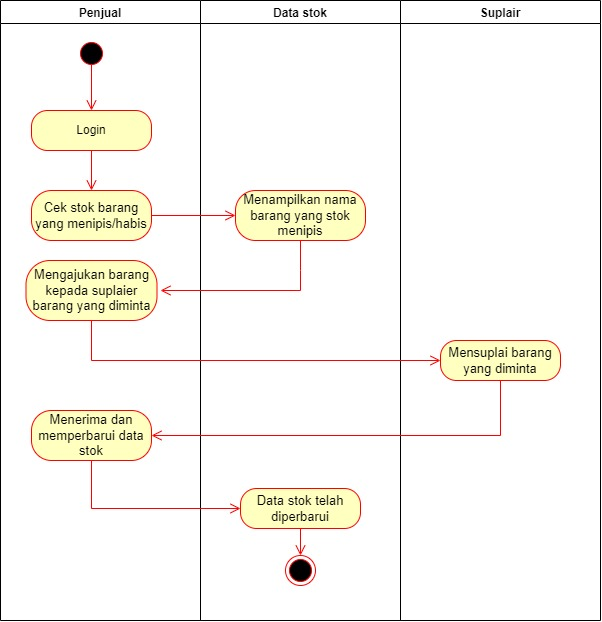 Penjual
Data stok
Suplair
Login
Cek stok barang
yang menipis/habis
Menampilkan nama
barang yang stok
menipis
Mengajukan barang
kepada suplaier
barang yang diminta
Mensuplai barang
yang diminta
Menerima dan
memperbarui data
stok
Data stok telah
diperbarui